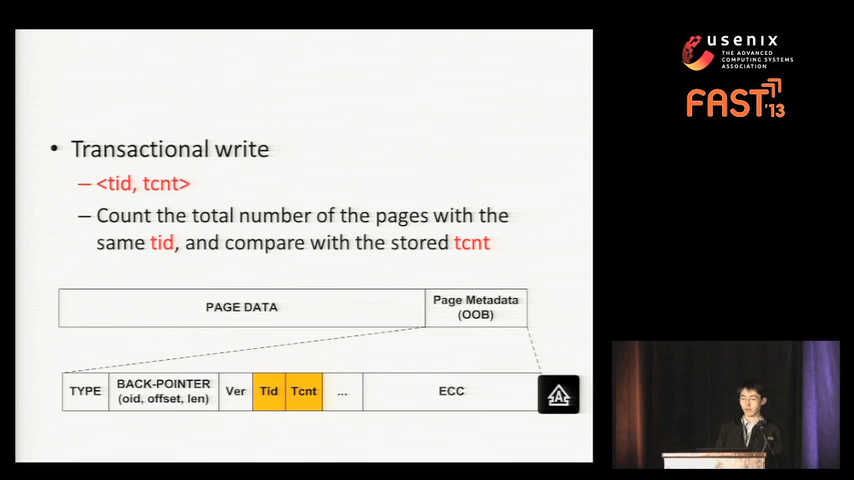 usenix
THE ADVANCED
COMPUTING SYSTEMS
ASSOCIATION
FAST'13
• Transactional write
– <tid, tcnt>
– Count the total number of the pages with the
same tid, and compare with the stored tcnt
PAGE DATA
Page Metadata
(OOB)
TYPE
BACK-POINTER
(oid, offset, len)
Ver
Tid
Tcnt
...
ECC
A